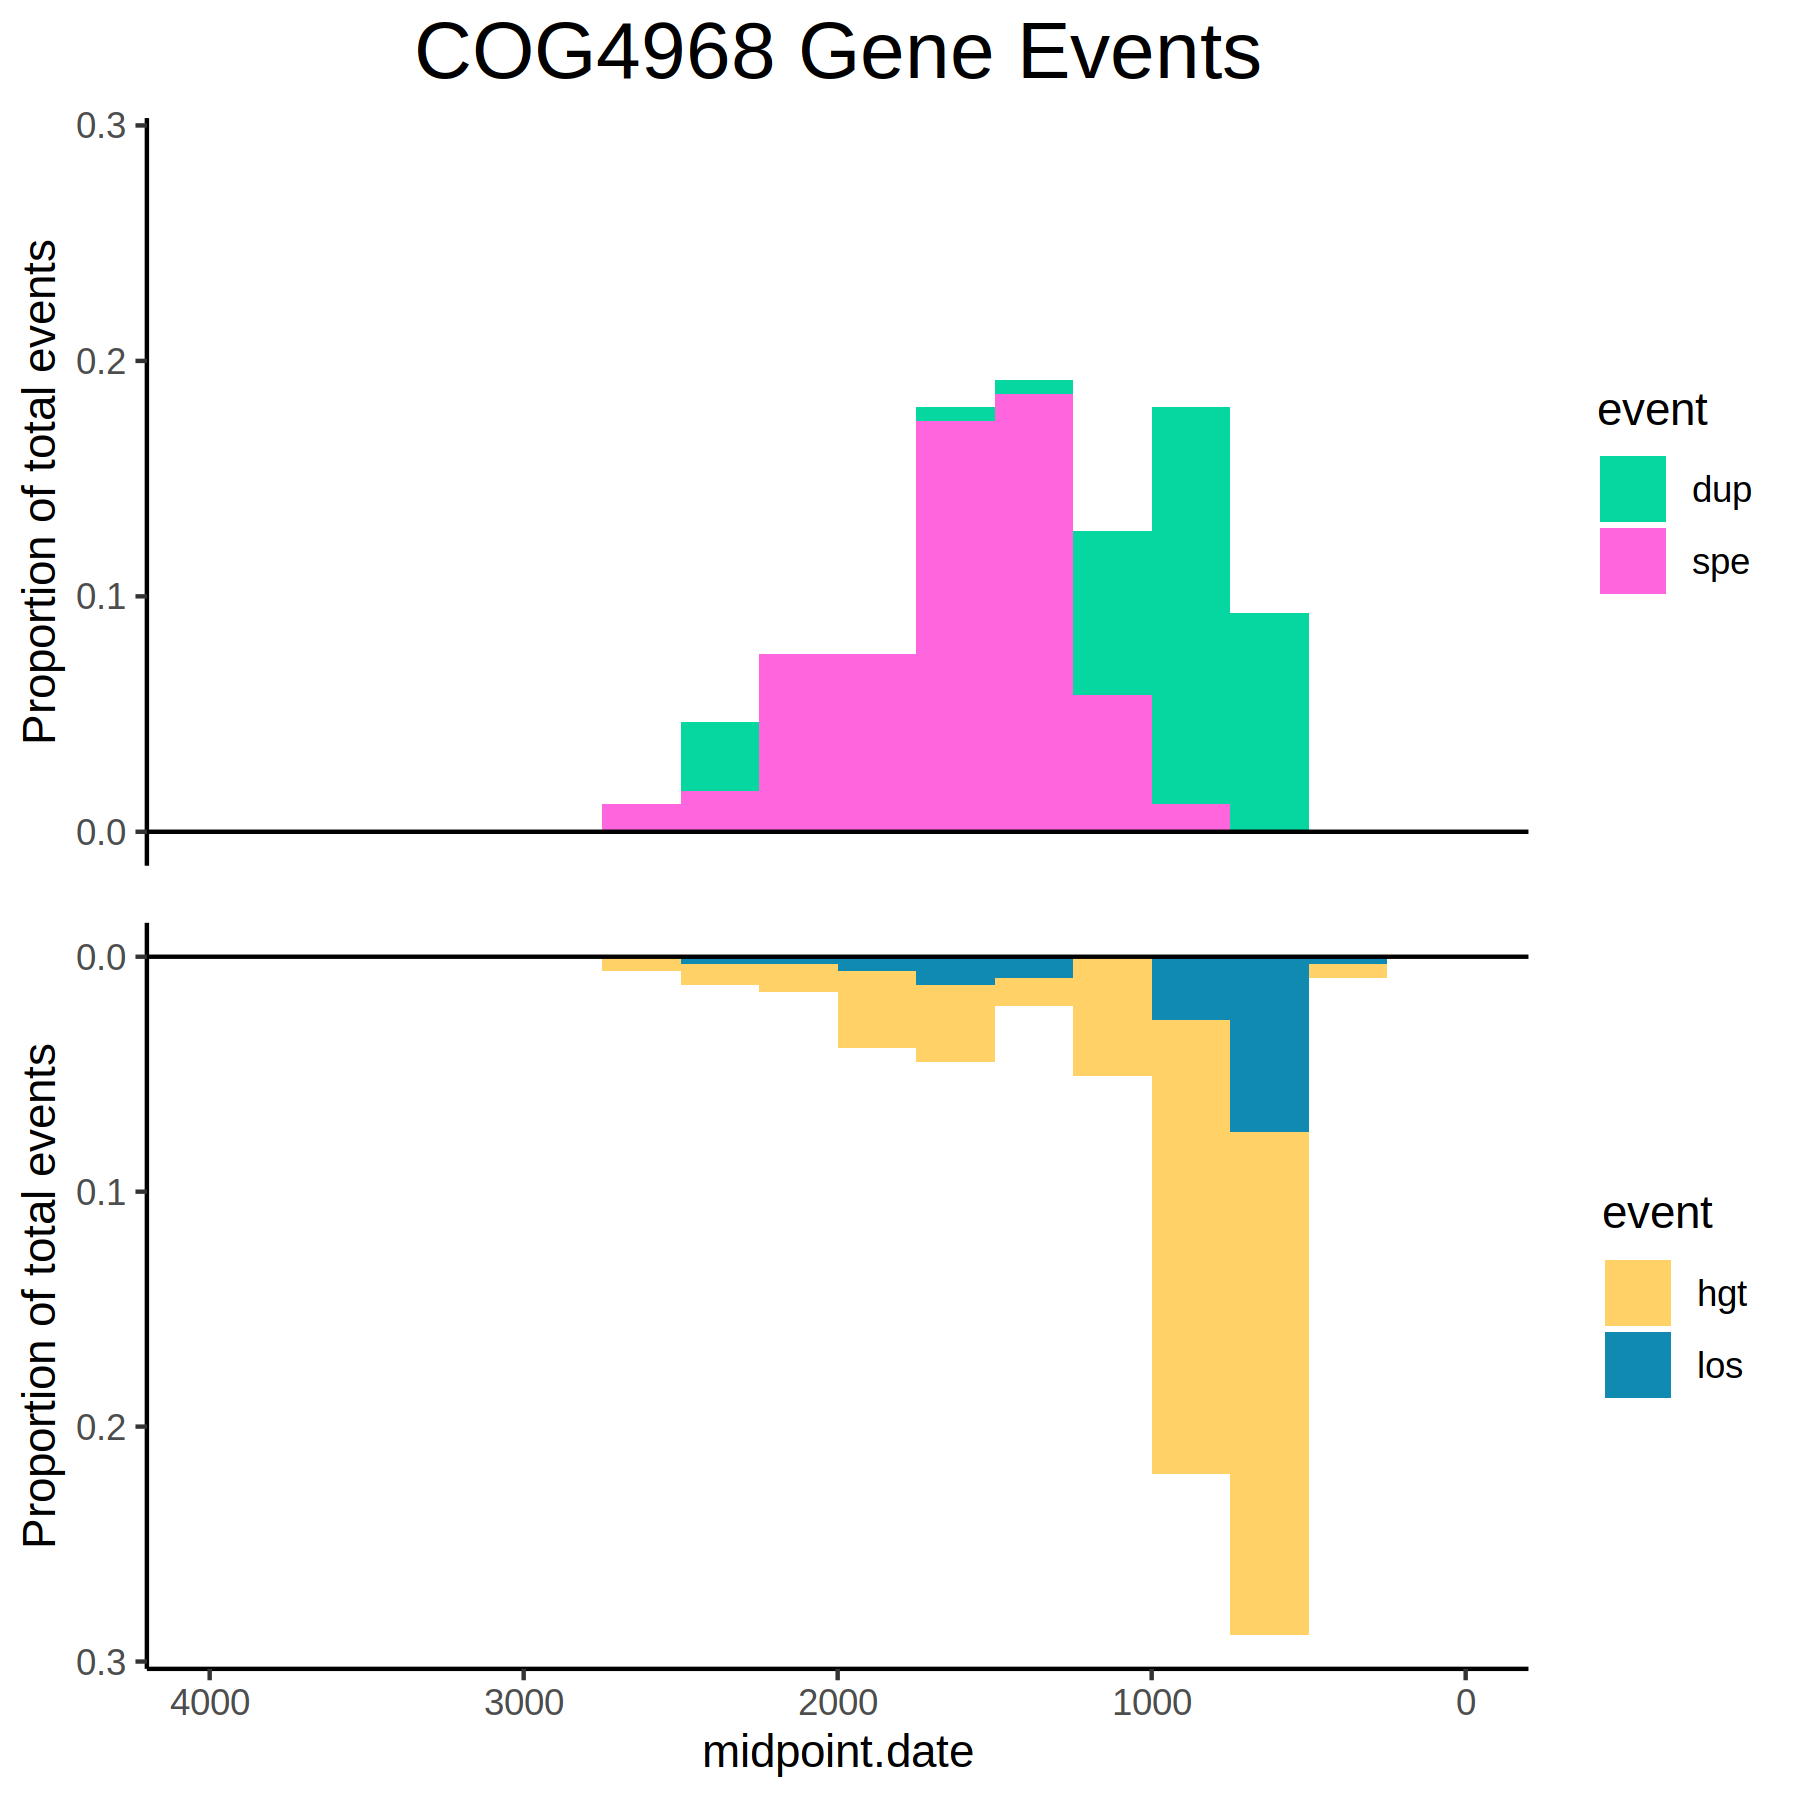 COG4968 Gene Events
0.3
0.2
0.1
0.0
Proportion of total events
event
dup
spe
0.0
0.1
0.2
0.3
Proportion of total events
event
hgt
los
4000 3000 2000 1000 0
midpoint.date